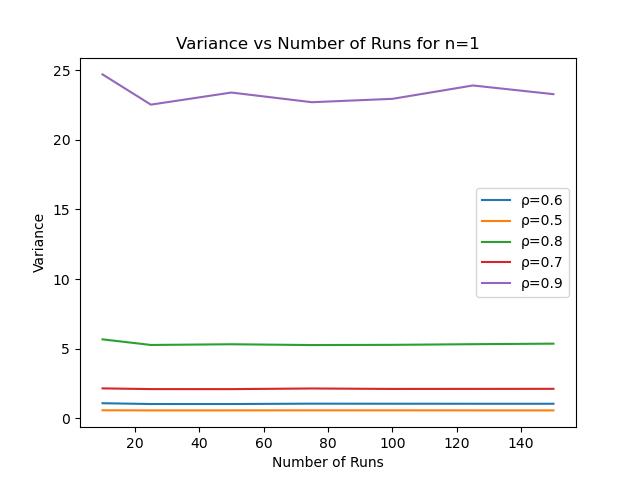 Variance vs Number of Runs for n=1
Variance
25
20
15
10
5
0
ρ=0.6
ρ=0.5
ρ=0.8
ρ=0.7
ρ=0.9
20 40 60 80 100 120 140
Number of Runs